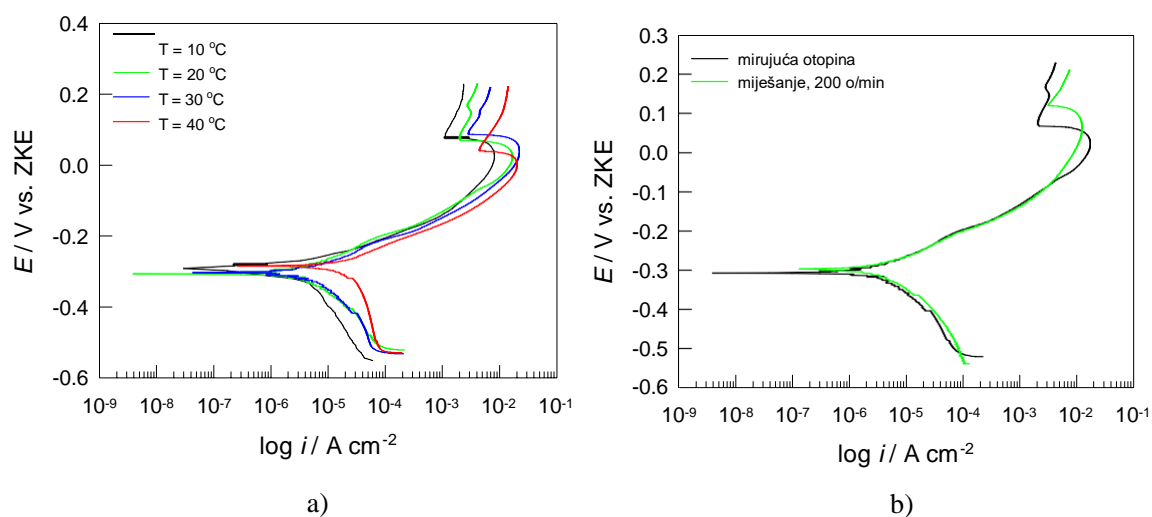 0.4
0.2
0.0
-0.2
-0.4
-0.6
E / V vs. ZKE
T = 10 °C
T = 20 °C
T = 30 °C
T = 40 °C
10-9 10-8 10-7 10-6 10-5 10-4 10-3 10-2 10-1
log i / A cm-2
a)
0.3
0.2
0.1
0.0
-0.1
-0.2
-0.3
-0.4
-0.5
-0.6
E / V vs. ZKE
mirujuća otopina
miješanje, 200 o/min
10-9 10-8 10-7 10-6 10-5 10-4 10-3 10-2 10-1
log i / A cm-2
b)